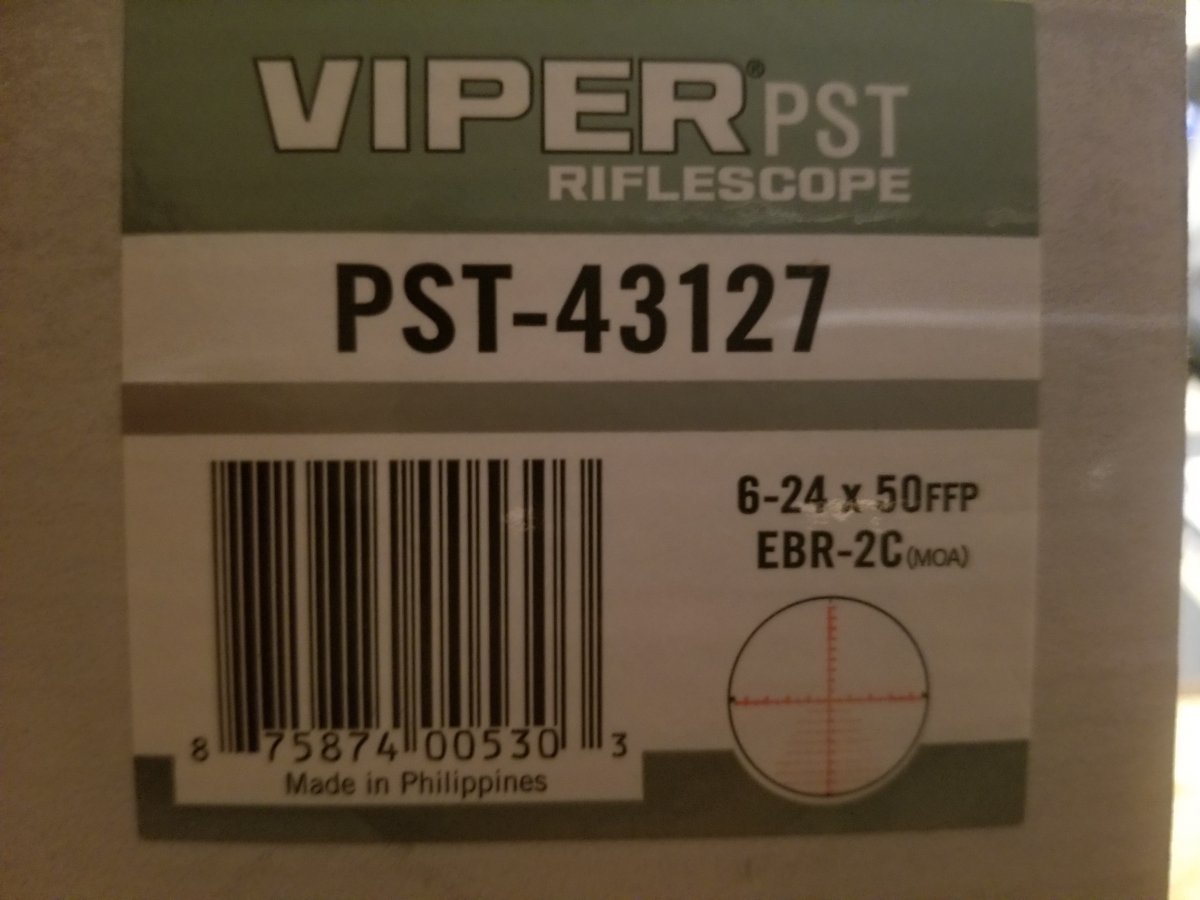 VIPER® PST
RIFLESCOPE
PST-43127
6-24 x 50FFP
EBR-2C(MOA)
8 75874 00530 3
Made in Philippines